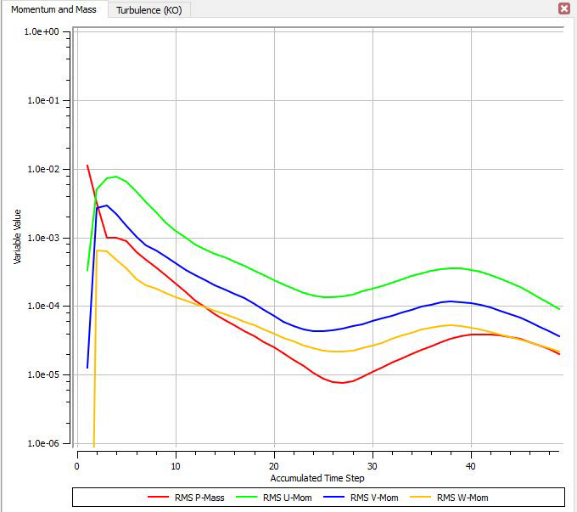 Momentum and Mass Turbulence (KO)
1.0e+00
1.0e-01
1.0e-02
1.0e-03
1.0e-04
1.0e-05
1.0e-06
Variable Value
0 10 20 30 40
Accumulated Time Step
RMS P-Mass RMS U-Mom RMS V-Mom RMS W-Mom